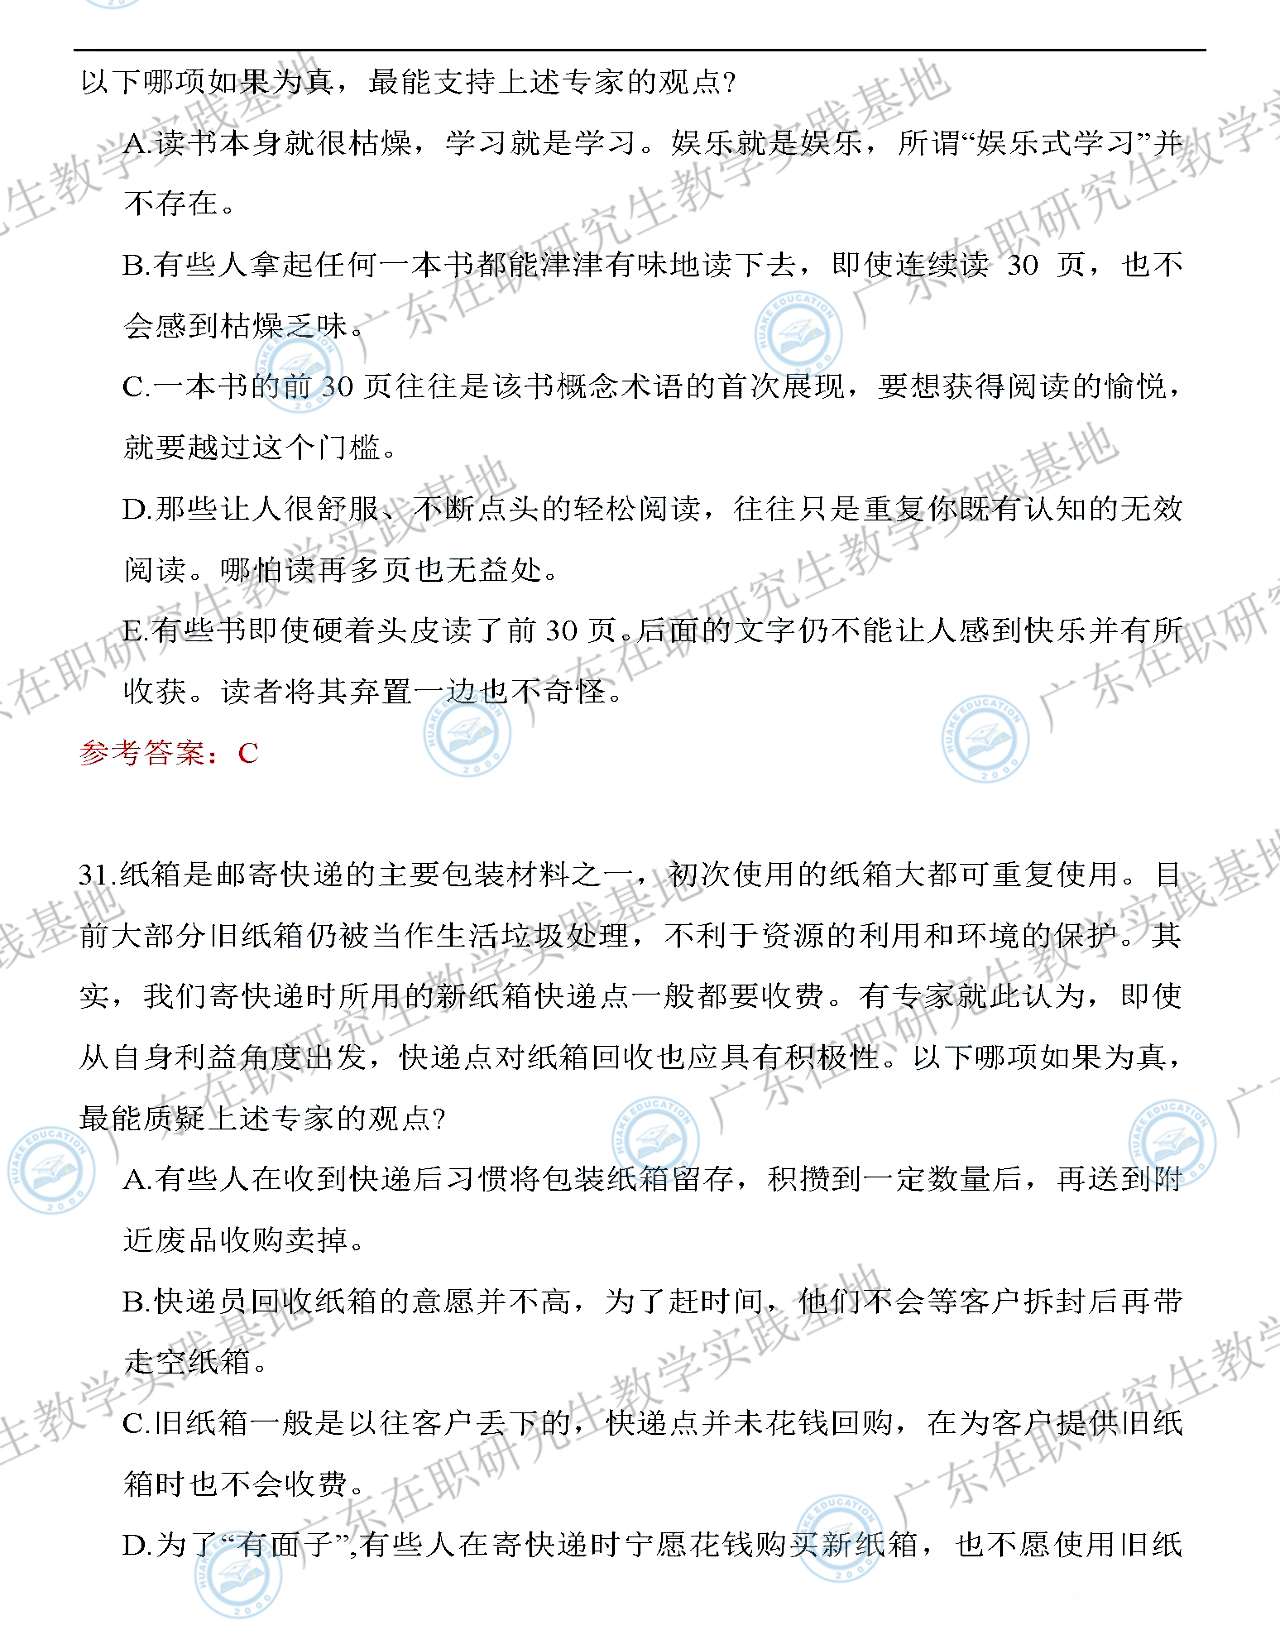 以下哪项如果为真，最能支持上述专家的观点?
A.读书本身就很枯燥，学习就是学习。娱乐就是娱乐，所谓“娱乐式学习”并
不存在。
B.有些人拿起任何一本书都能津津有味地读下去，即使连续读 30 页，也不
会感到枯燥乏味。
C.一本书的前 30 页往往是该书概念术语的首次展现，要想获得阅读的愉悦，
就要越过这个门槛。
D.那些让人很舒服、不断点头的轻松阅读，往往只是重复你既有认知的无效
阅读。哪怕读再多页也无益处。
E.有些书即使硬着头皮读了前 30 页。后面的文字仍不能让人感到快乐并有所
收获。读者将其弃置一边也不奇怪。
参考答案：C
31.纸箱是邮寄快递的主要包装材料之一，初次使用的纸箱大都可重复使用。目
前大部分旧纸箱仍被当作生活垃圾处理，不利于资源的利用和环境的保护。其
实，我们寄快递时所用的新纸箱快递点一般都要收费。有专家就此认为，即使
从自身利益角度出发，快递点对纸箱回收也应具有积极性。以下哪项如果为真，
最能质疑上述专家的观点?
A.有些人在收到快递后习惯将包装纸箱留存，积攒到一定数量后，再送到附
近废品收购卖掉。
B.快递员回收纸箱的意愿并不高，为了赶时间，他们不会等客户拆封后再带
走空纸箱。
C.旧纸箱一般是以往客户丢下的，快递点并未花钱回购，在为客户提供旧纸
箱时也不会收费。
D.为了“有面子”,有些人在寄快递时宁愿花钱购买新纸箱，也不愿使用旧纸
广东在职研究生教学实践基地
HUAKE EDUCATION
2000